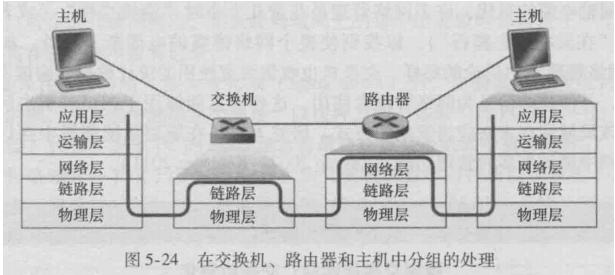 主机
主机
交换机
路由器
应用层
运输层
网络层
链路层
物理层
链路层
物理层
网络层
链路层
物理层
应用层
运输层
网络层
链路层
物理层
图 5-24 在交换机、路由器和主机中分组的处理